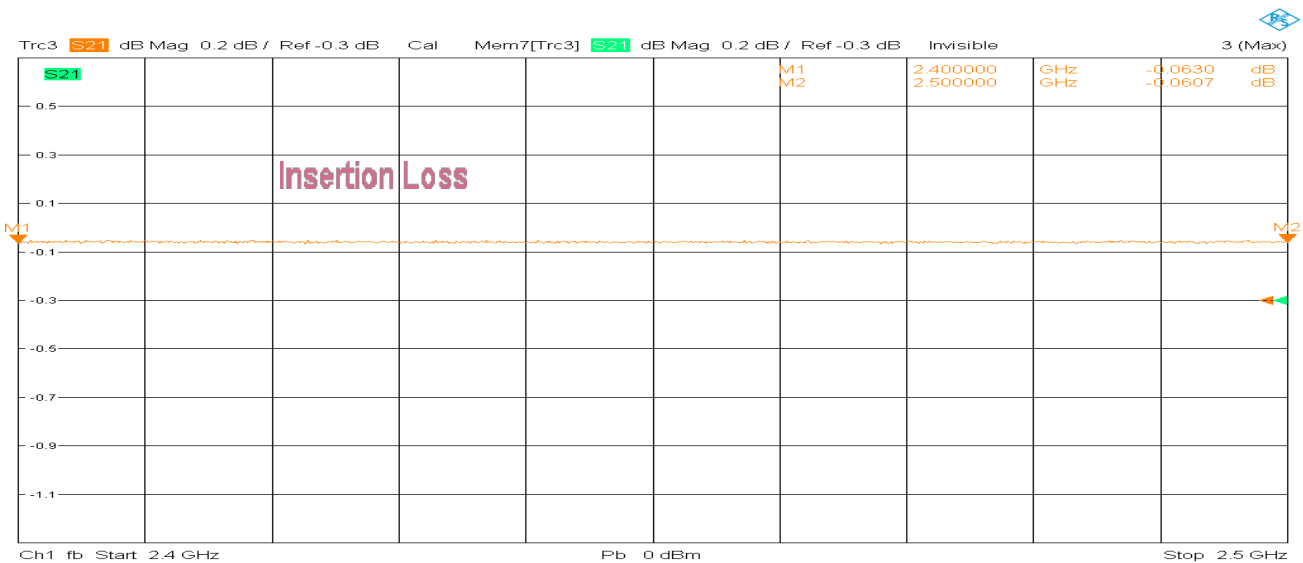 Trc3 S21 dB Mag 0.2 dB / Ref -0.3 dB Cal Mem7[Trc3] S21 dB Mag 0.2 dB / Ref -0.3 dB Invisible 3 (Max)
S21
M1 2.400000 GHz -0.0630 dB
M2 2.500000 GHz -0.0607 dB
0.5
0.3
Insertion Loss
0.1
M1 M2
-0.1
-0.3
-0.5
-0.7
-0.9
-1.1
Ch1 fb Start 2.4 GHz Pb 0 dBm Stop 2.5 GHz